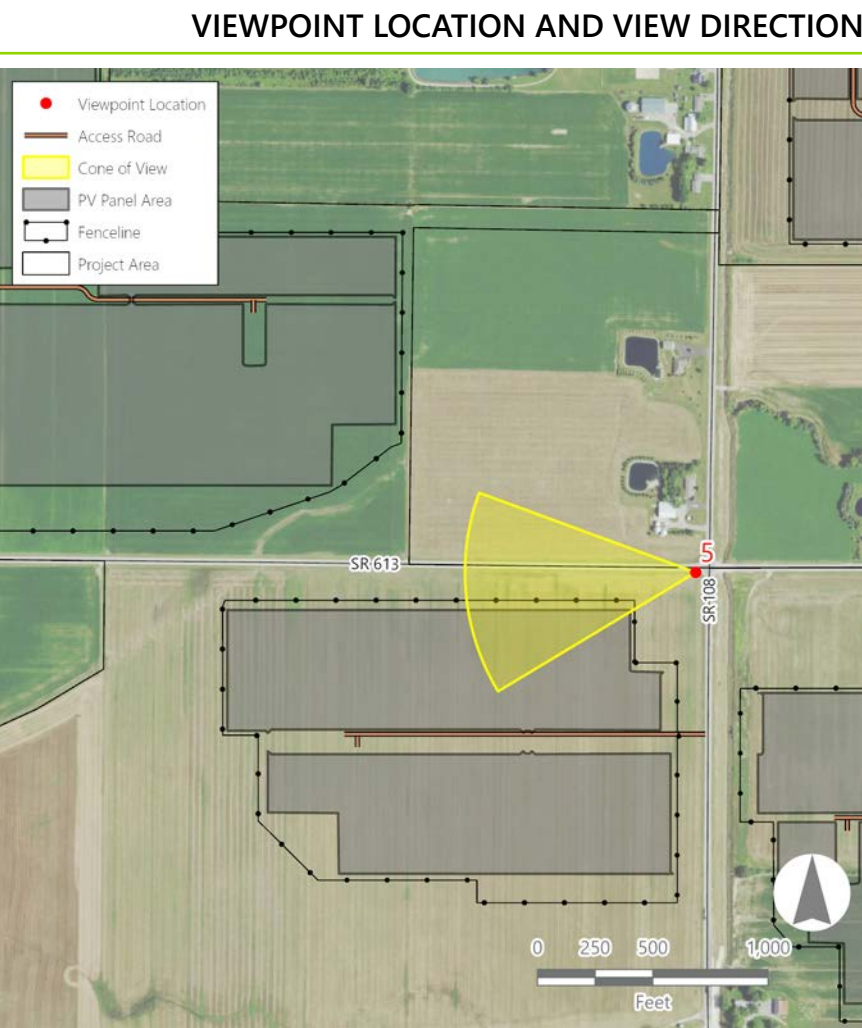 VIEWPOINT LOCATION AND VIEW DIRECTION
Viewpoint Location
Access Road
Cone of View
PV Panel Area
Fenceline
Project Area
5
SR 613
SR 108
0 250 500 1,000
Feet